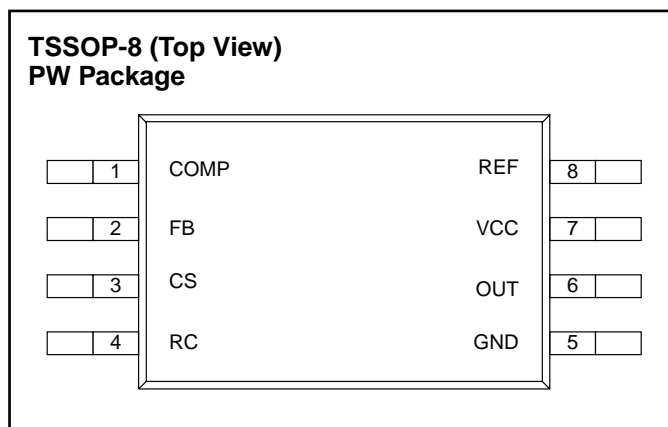 TSSOP-8 (Top View)
PW Package
1 COMP REF 8
2 FB VCC 7
3 CS OUT 6
4 RC GND 5